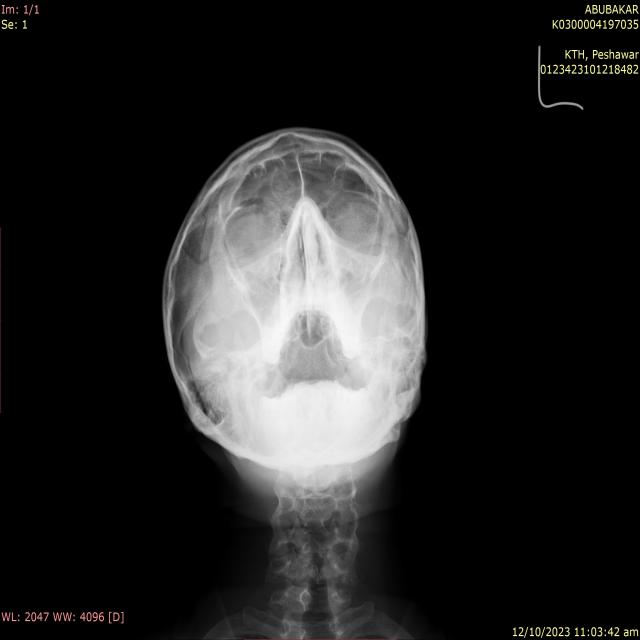 Im: 1/1
Se: 1
ABUBAKAR
K0300004197035
KTH, Peshawar
0123423101218482
WL: 2047 WW: 4096 [D]
12/10/2023 11:03:42 am